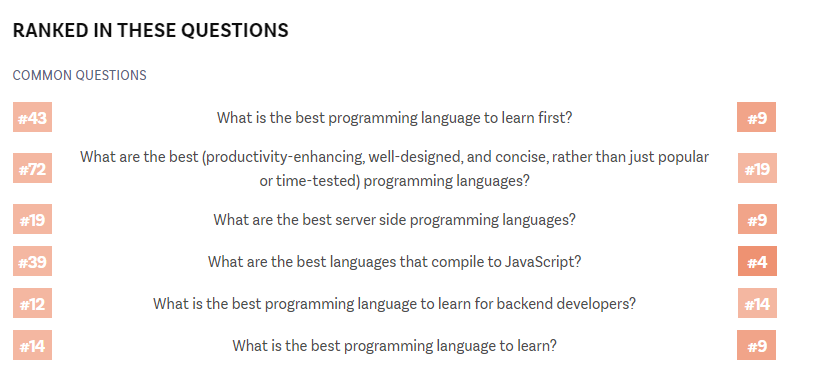 RANKED IN THESE QUESTIONS
COMMON QUESTIONS
#43 What is the best programming language to learn first? #9
What are the best (productivity-enhancing, well-designed, and concise, rather than just popular
#72 or time-tested) programming languages? #19
#19 What are the best server side programming languages? #9
#39 What are the best languages that compile to JavaScript? #4
#12 What is the best programming language to learn for backend developers? #14
#14 What is the best programming language to learn? #9